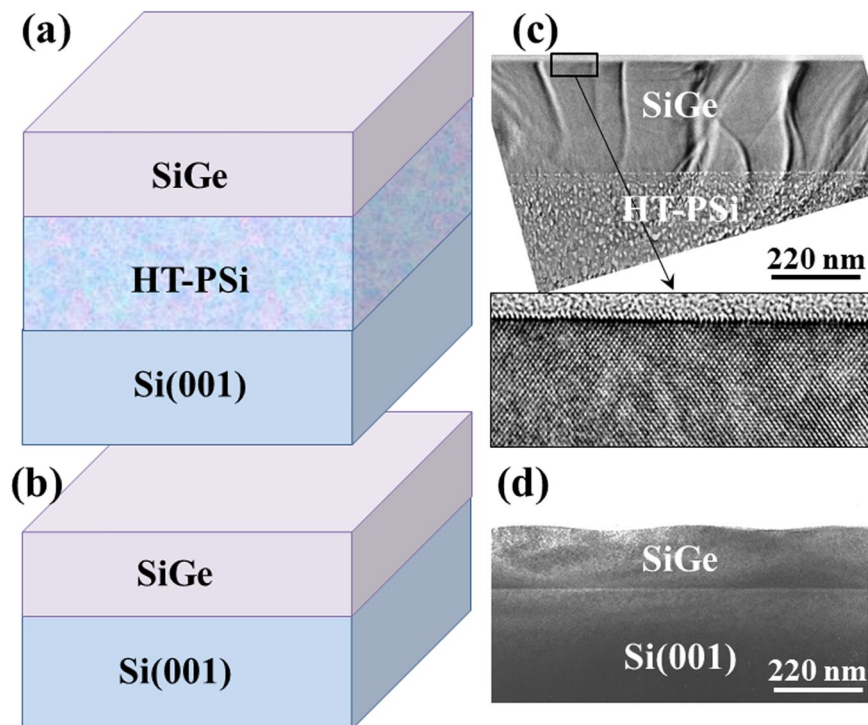 (a)
SiGe
HT-PSi
Si(001)
(b)
SiGe
Si(001)
(c)
SiGe
HT-PSi
220 nm
(d)
SiGe
Si(001)
220 nm